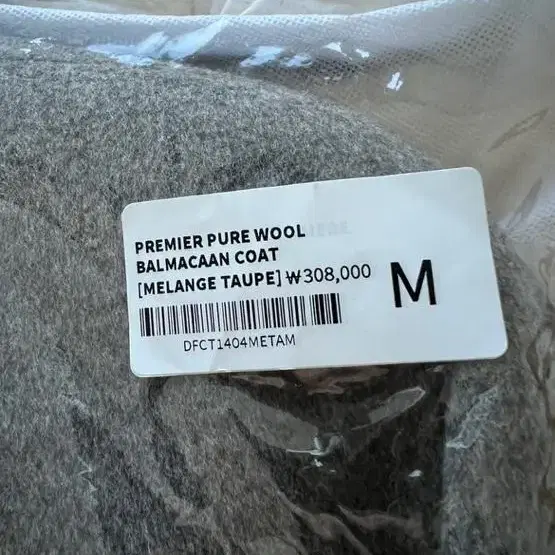 PREMIER PURE WOOL
BALMACAAN COAT
[MELANGE TAUPE] ₩308,000
M
DFCT1404METAM